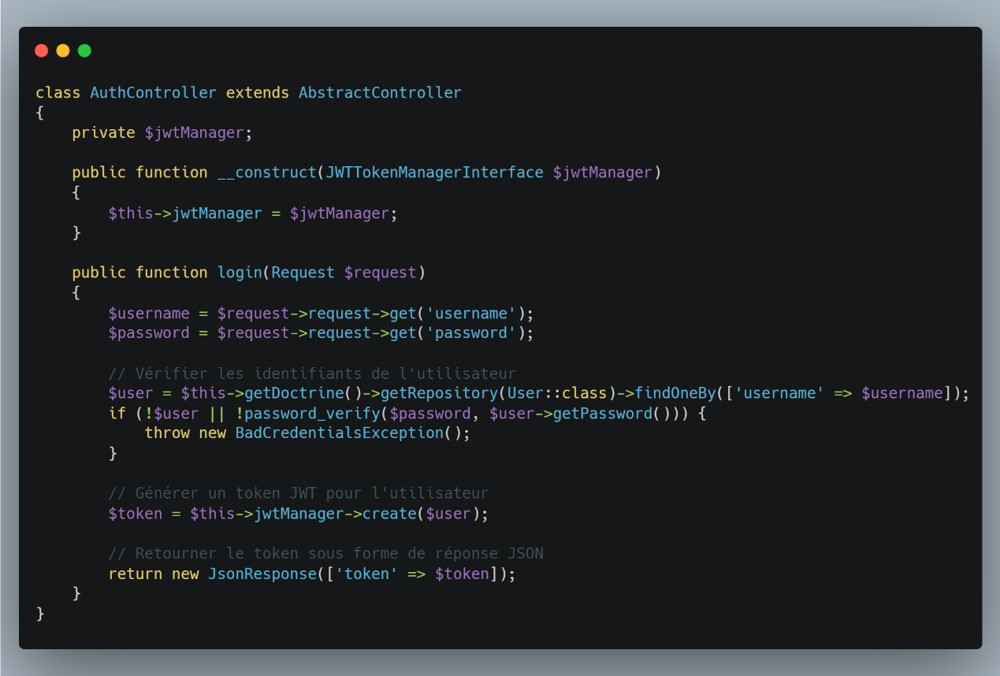 class AuthController extends AbstractController
{
    private $jwtManager;
    public function __construct(JWTTokenManagerInterface $jwtManager)
    {
        $this->jwtManager = $jwtManager;
    }
    public function login(Request $request)
    {
        $username = $request->request->get('username');
        $password = $request->request->get('password');
        // Vérifier les identifiants de l'utilisateur
        $user = $this->getDoctrine()->getRepository(User::class)->findOneBy(['username' => $username]);
        if (!$user || !password_verify($password, $user->getPassword())) {
            throw new BadCredentialsException();
        }
        // Générer un token JWT pour l'utilisateur
        $token = $this->jwtManager->create($user);
        // Retourner le token sous forme de réponse JSON
        return new JsonResponse(['token' => $token]);
    }
}